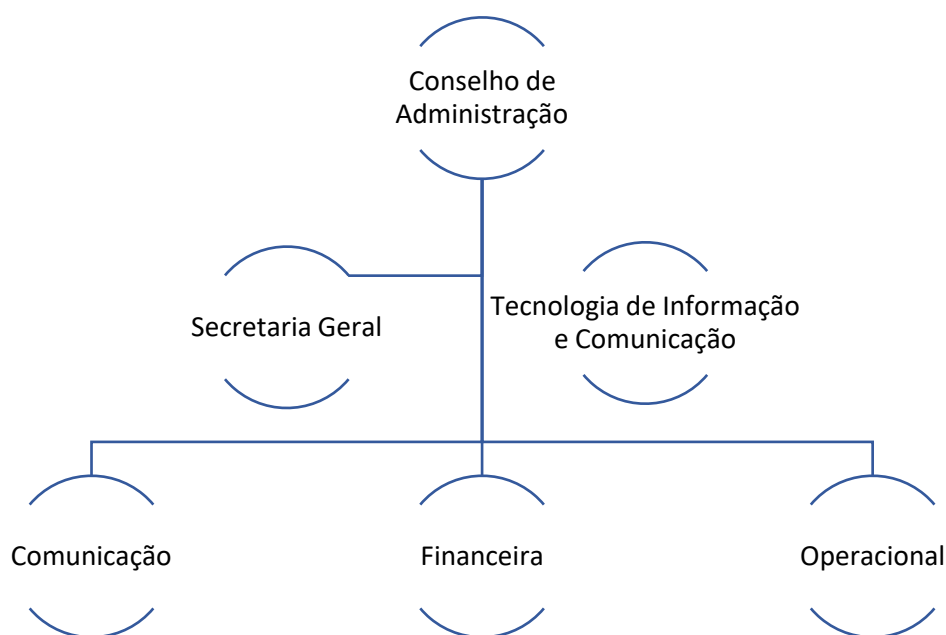 Conselho de
Administração
Secretaria Geral
Tecnologia de Informação
e Comunicação
Comunicação
Financeira
Operacional